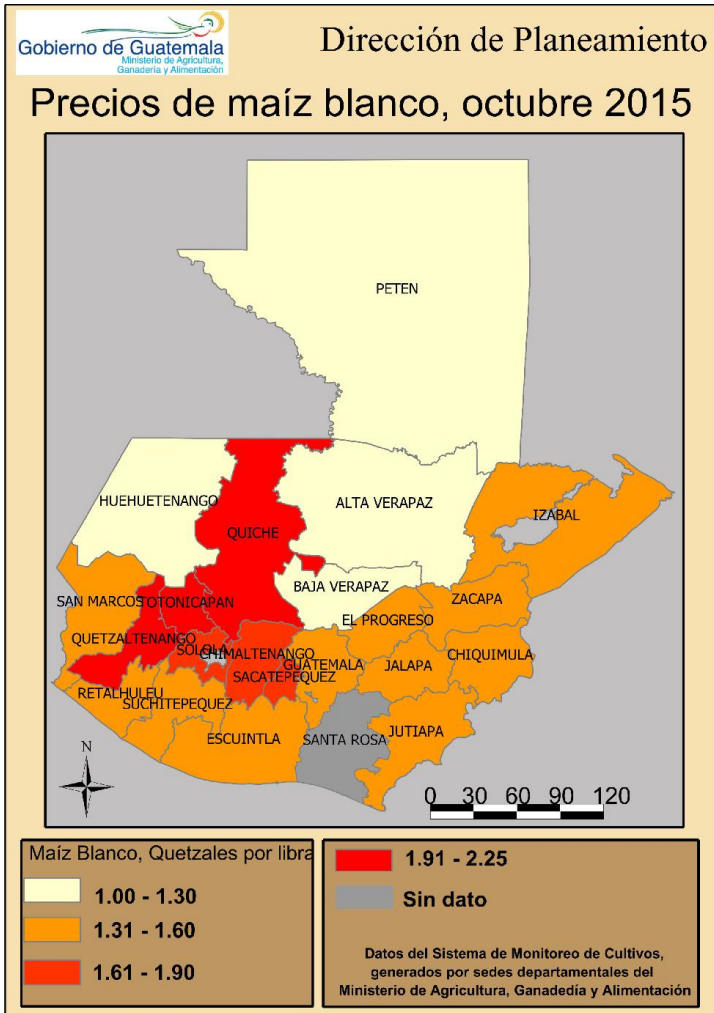 Gobierno de Guatemala
Ministerio de Agricultura,
Ganadería y Alimentación
Dirección de Planeamiento
Precios de maíz blanco, octubre 2015
PETEN
HUEHUETENANGO
ALTA VERAPAZ
IZABAL
QUICHE
BAJA VERAPAZ
SAN MARCOS
TOTONICAPAN
ZACAPA
EL PROGRESO
QUETZALTENANGO
SOLOLA
CHIMALTENANGO
GUATEMALA
JALAPA
CHIQUIMULA
SACATEPEQUEZ
RETALHULEU
SUCHITEPEQUEZ
ESCUINTLA
SANTA ROSA
JUTIAPA
N
0 30 60 90 120
Maíz Blanco, Quetzales por libra
1.00 - 1.30
1.31 - 1.60
1.61 - 1.90
1.91 - 2.25
Sin dato
Datos del Sistema de Monitoreo de Cultivos,
generados por sedes departamentales del
Ministerio de Agricultura, Ganadedía y Alimentación